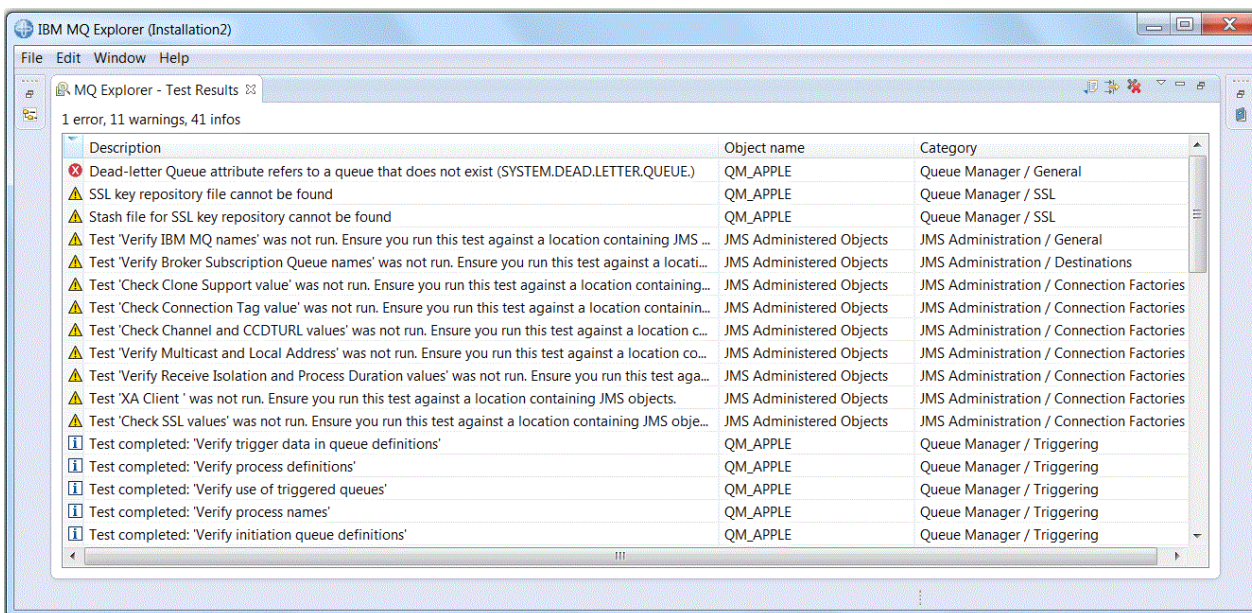 IBM MQ Explorer (Installation2)
File Edit Window Help
MQ Explorer - Test Results
1 error, 11 warnings, 41 infos
Description Object name Category
Dead-letter Queue attribute refers to a queue that does not exist (SYSTEM.DEAD.LETTER.QUEUE.) QM_APPLE Queue Manager / General
SSL key repository file cannot be found QM_APPLE Queue Manager / SSL
Stash file for SSL key repository cannot be found QM_APPLE Queue Manager / SSL
Test 'Verify IBM MQ names' was not run. Ensure you run this test against a location containing JMS ... JMS Administered Objects JMS Administration / General
Test 'Verify Broker Subscription Queue names' was not run. Ensure you run this test against a locati... JMS Administered Objects JMS Administration / Destinations
Test 'Check Clone Support value' was not run. Ensure you run this test against a location containing... JMS Administered Objects JMS Administration / Connection Factories
Test 'Check Connection Tag value' was not run. Ensure you run this test against a location containin... JMS Administered Objects JMS Administration / Connection Factories
Test 'Check Channel and CCDTURL values' was not run. Ensure you run this test against a location c... JMS Administered Objects JMS Administration / Connection Factories
Test 'Verify Multicast and Local Address' was not run. Ensure you run this test against a location co... JMS Administered Objects JMS Administration / Connection Factories
Test 'Verify Receive Isolation and Process Duration values' was not run. Ensure you run this test aga... JMS Administered Objects JMS Administration / Connection Factories
Test 'XA Client ' was not run. Ensure you run this test against a location containing JMS objects. JMS Administered Objects JMS Administration / Connection Factories
Test 'Check SSL values' was not run. Ensure you run this test against a location containing JMS obje... JMS Administered Objects JMS Administration / Connection Factories
Test completed: 'Verify trigger data in queue definitions' QM_APPLE Queue Manager / Triggering
Test completed: 'Verify process definitions' QM_APPLE Queue Manager / Triggering
Test completed: 'Verify use of triggered queues' QM_APPLE Queue Manager / Triggering
Test completed: 'Verify process names' QM_APPLE Queue Manager / Triggering
Test completed: 'Verify initiation queue definitions' QM_APPLE Queue Manager / Triggering